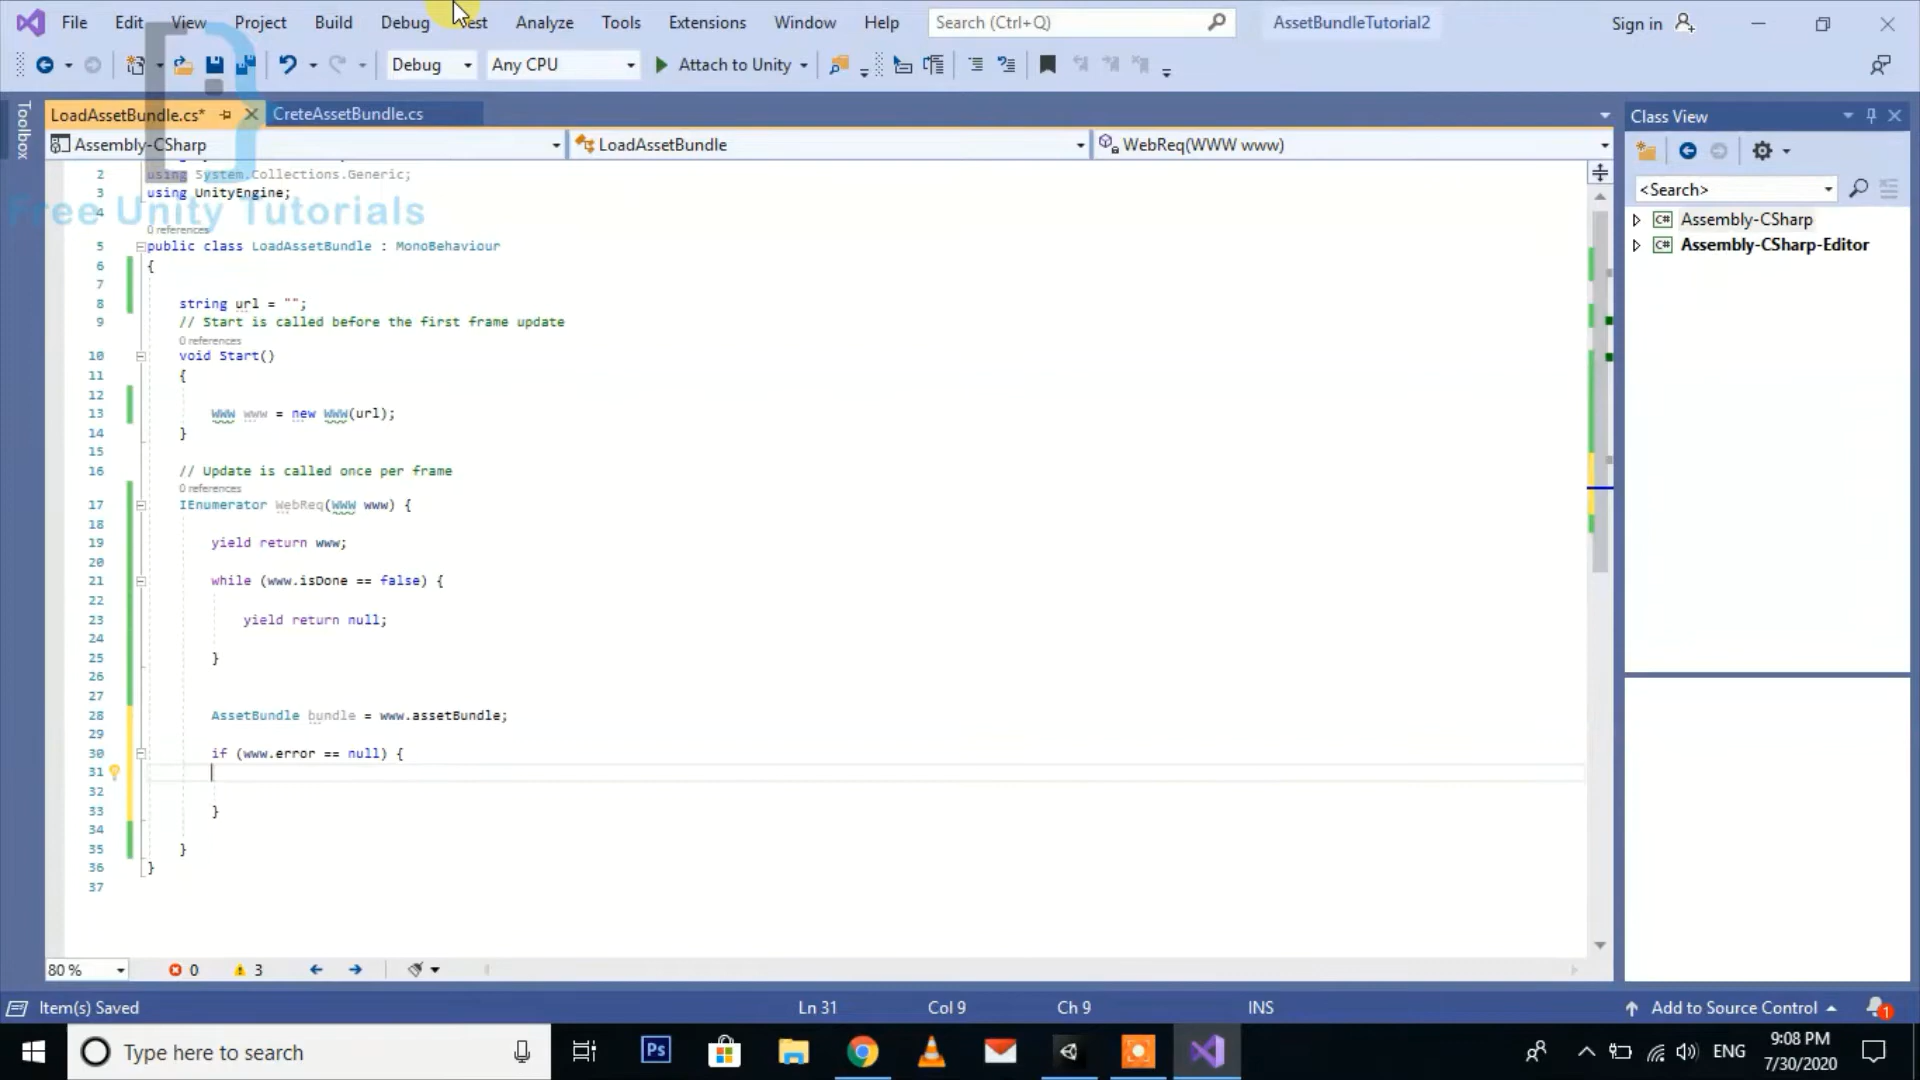 File Edit View Project Build Debug Test Analyze Tools Extensions Window Help Search (Ctrl+Q) AssetBundleTutorial2 Sign in
Debug Any CPU Attach to Unity
Toolbox
LoadAssetBundle.cs* CreteAssetBundle.cs
Assembly-CSharp LoadAssetBundle WebReq(WWW www)
2 using System.Collections.Generic;
3 using UnityEngine;
4
Free Unity Tutorials
0 references
5 public class LoadAssetBundle : MonoBehaviour
6 {
7
8 string url = "";
9 // Start is called before the first frame update
0 references
10 void Start()
11 {
12
13 WWW www = new WWW(url);
14 }
15
16 // Update is called once per frame
0 references
17 IEnumerator WebReq(WWW www) {
18
19 yield return www;
20
21 while (www.isDone == false) {
22
23 yield return null;
24
25 }
26
27
28 AssetBundle bundle = www.assetBundle;
29
30 if (www.error == null) {
31
32
33 }
34
35 }
36 }
37
80 % 0 3
Class View
<Search>
C# Assembly-CSharp
C# Assembly-CSharp-Editor
Item(s) Saved Ln 31 Col 9 Ch 9 INS Add to Source Control 1
Type here to search Ps ENG 9:08 PM
7/30/2020